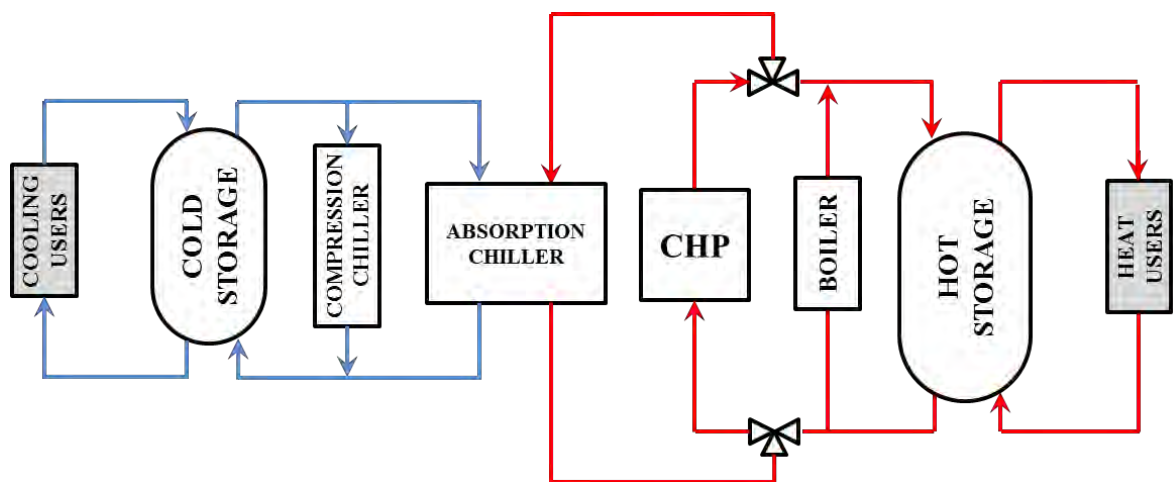 COOLING
USERS
COLD
STORAGE
COMPRESSION
CHILLER
ABSORPTION
CHILLER
CHP
BOILER
HOT
STORAGE
HEAT
USERS